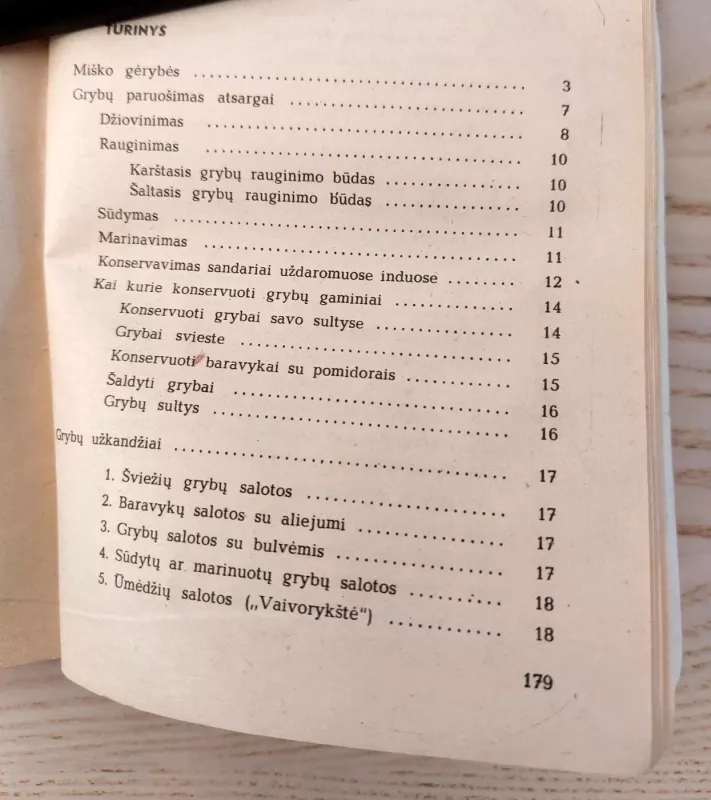 TURINYS
Miško gėrybės ........................................ 3
Grybų paruošimas atsargai ........................................ 7
Džiovinimas ........................................ 8
Rauginimas ........................................ 10
Karštasis grybų rauginimo būdas .................... 10
Šaltasis grybų rauginimo būdas .................... 10
Sūdymas ........................................ 11
Marinavimas ........................................ 11
Konservavimas sandariai uždaromuose induose ........ 12
Kai kurie konservuoti grybų gaminiai .................. 14
Konservuoti grybai savo sultyse .................... 14
Grybai svieste ........................................ 15
Konservuoti baravykai su pomidorais ............ 15
Šaldyti grybai ........................................ 16
Grybų sultys ........................................ 16
Grybų užkandžiai ........................................ 17
1. Šviežių grybų salotos ........................ 17
2. Baravykų salotos su aliejumi .................. 17
3. Grybų salotos su bulvėmis .................... 17
4. Sūdytų ar marinuotų grybų salotos .......... 18
5. Ūmėdžių salotos („Vaivorykštė“) ............ 18
179